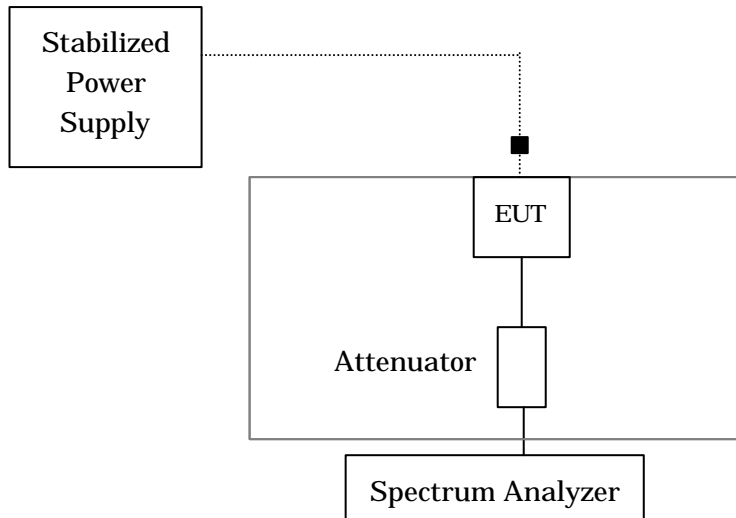 Stabilized
Power
Supply
EUT
Attenuator
Spectrum Analyzer